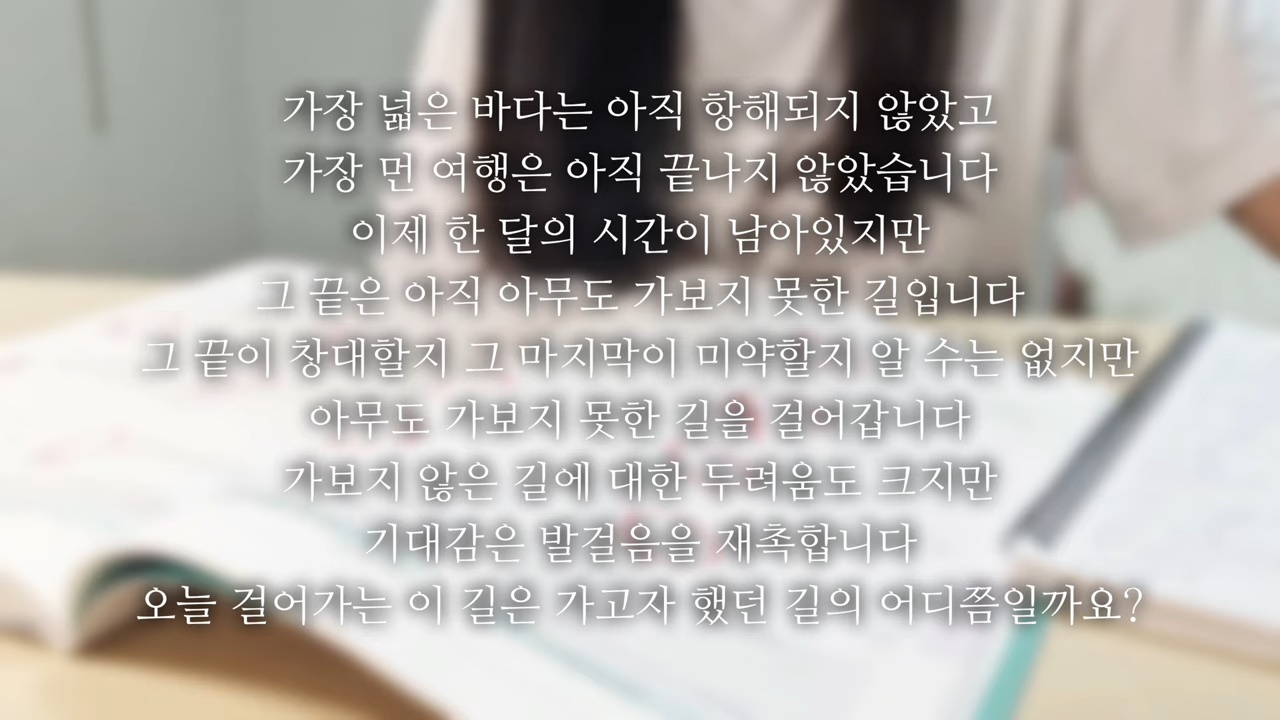 가장 넓은 바다는 아직 항해되지 않았고
가장 먼 여행은 아직 끝나지 않았습니다
이제 한 달의 시간이 남아있지만
그 끝은 아직 아무도 가보지 못한 길입니다
그 끝이 창대할지 그 마지막이 미약할지 알 수는 없지만
아무도 가보지 못한 길을 걸어갑니다
가보지 않은 길에 대한 두려움도 크지만
기대감은 발걸음을 재촉합니다
오늘 걸어가는 이 길은 가고자 했던 길의 어디쯤일까요?